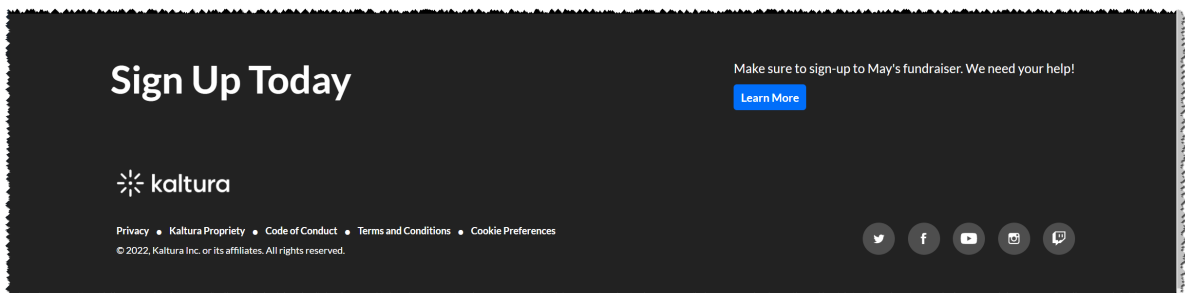 Sign Up Today
Make sure to sign-up to May's fundraiser. We need your help!
Learn More
kaltura
Privacy ● Kaltura Propriety ● Code of Conduct ● Terms and Conditions ● Cookie Preferences
© 2022, Kaltura Inc. or its affiliates. All rights reserved.